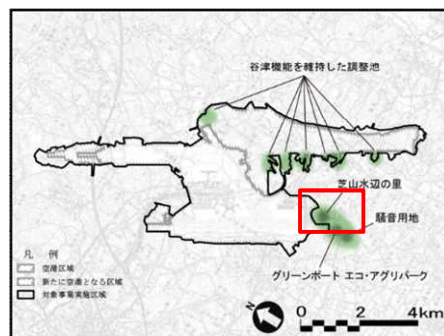 谷津機能を維持した調整池
芝山水辺の里
騒音用地
グリーンポート エコ・アグリパーク
凡 例
空港区域
新たに空港となる区域
対象事業実施区域
N
0 2 4km